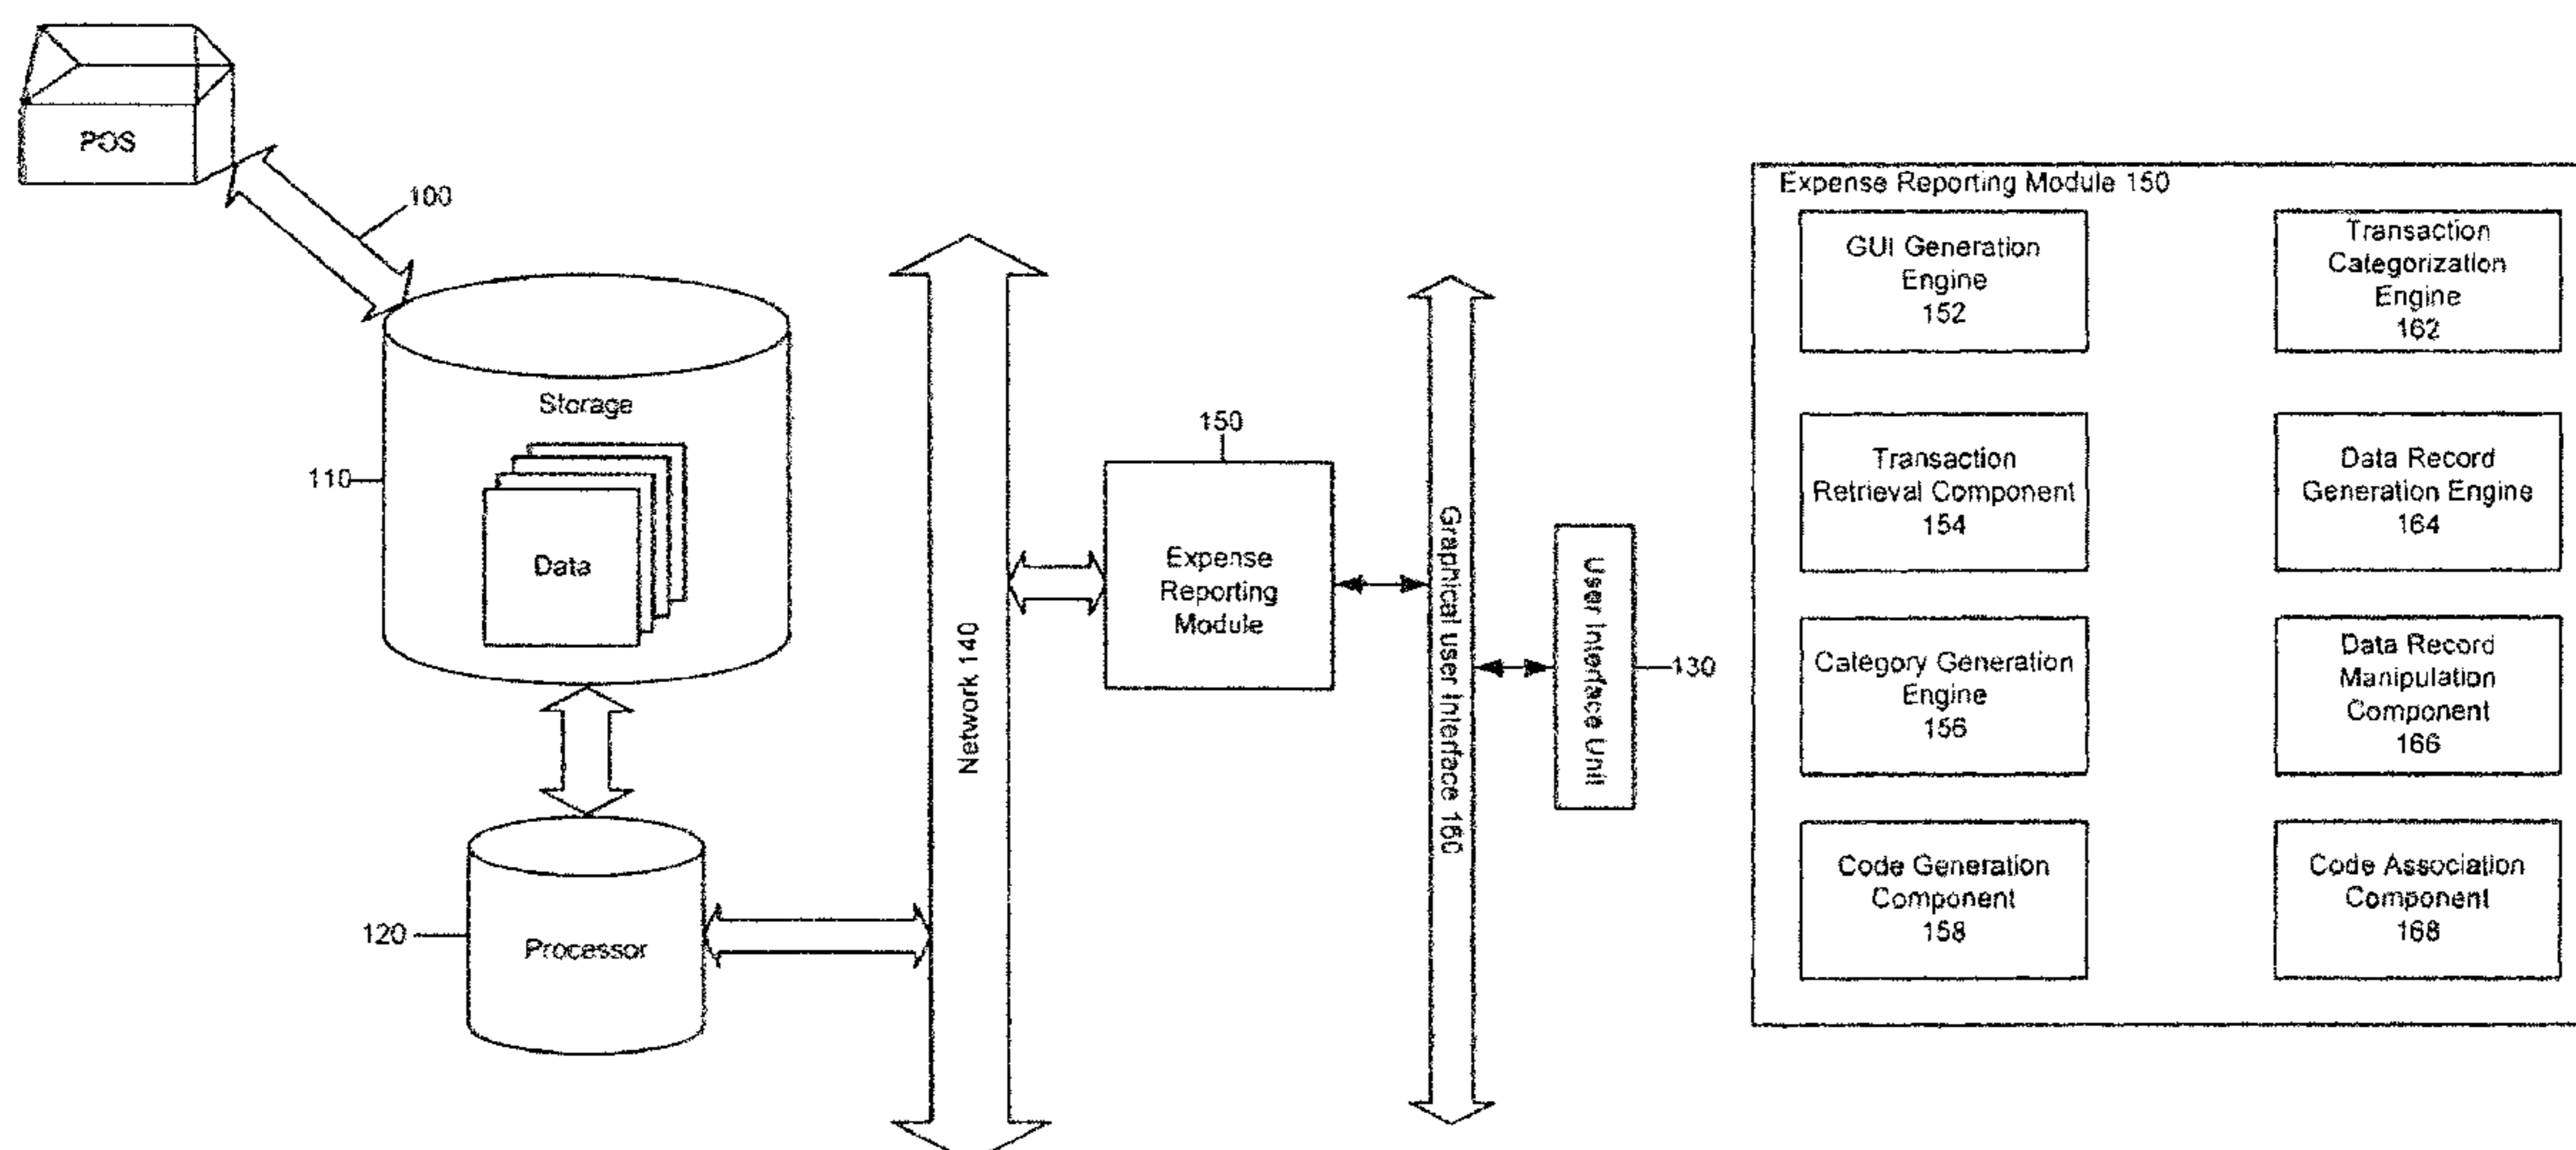 POS
100
Storage
110
Data
120
Processor
Network 140
150
Expense
Reporting
Module
Graphical user Interface 160
User Interface Unit
130
Expense Reporting Module 150
GUI Generation
Engine
152
Transaction
Categorization
Engine
162
Transaction
Retrieval Component
154
Data Record
Generation Engine
164
Category Generation
Engine
156
Data Record
Manipulation
Component
166
Code Generation
Component
158
Code Association
Component
168